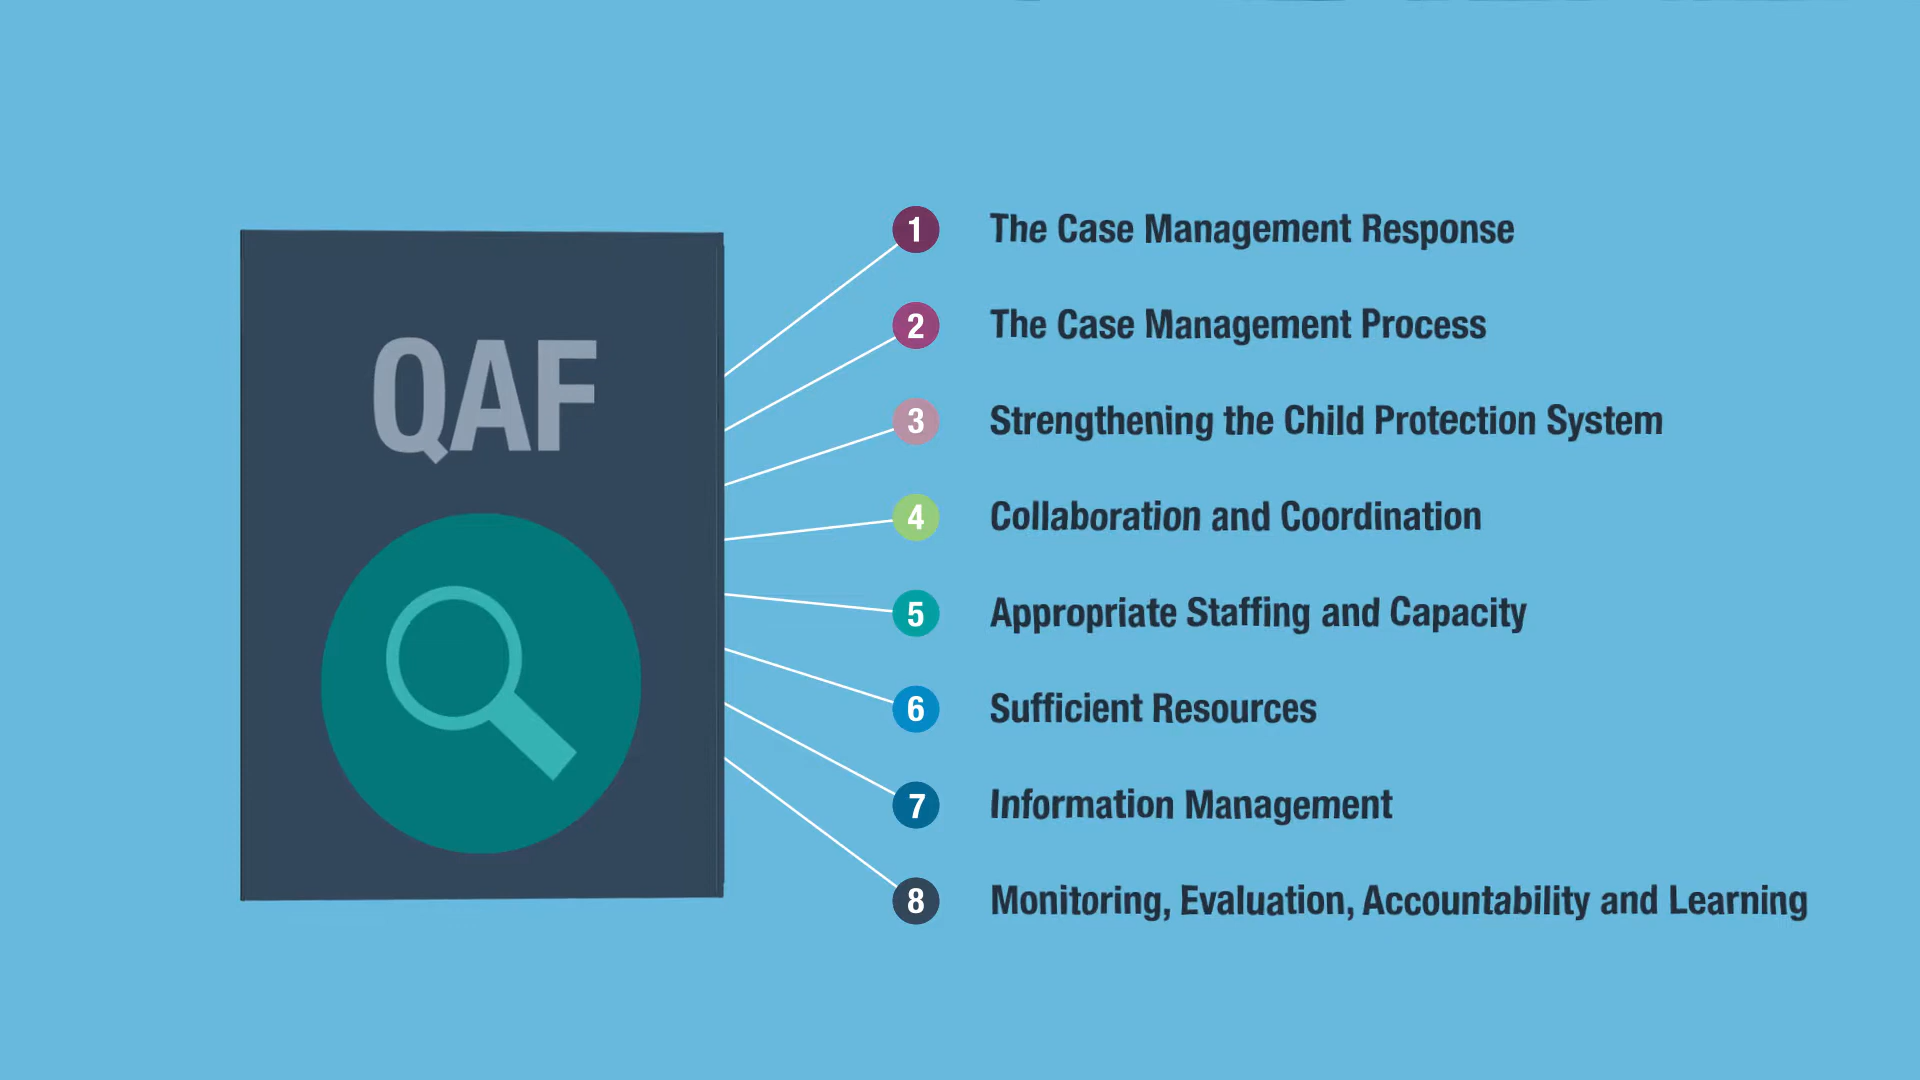 QAF
1 The Case Management Response
2 The Case Management Process
3 Strengthening the Child Protection System
4 Collaboration and Coordination
5 Appropriate Staffing and Capacity
6 Sufficient Resources
7 Information Management
8 Monitoring, Evaluation, Accountability and Learning